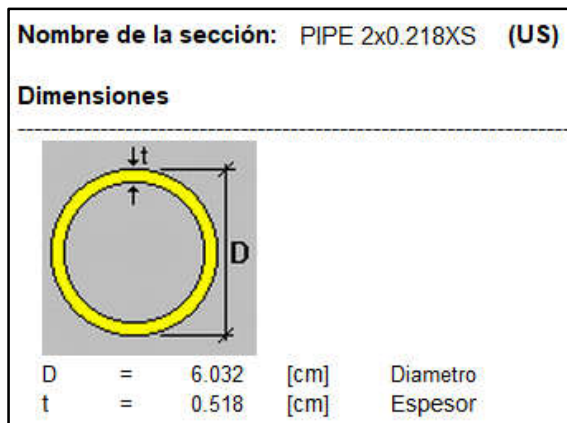 Nombre de la sección: PIPE 2x0.218XS (US)
Dimensiones
t
D
D = 6.032 [cm] Diametro
t = 0.518 [cm] Espesor